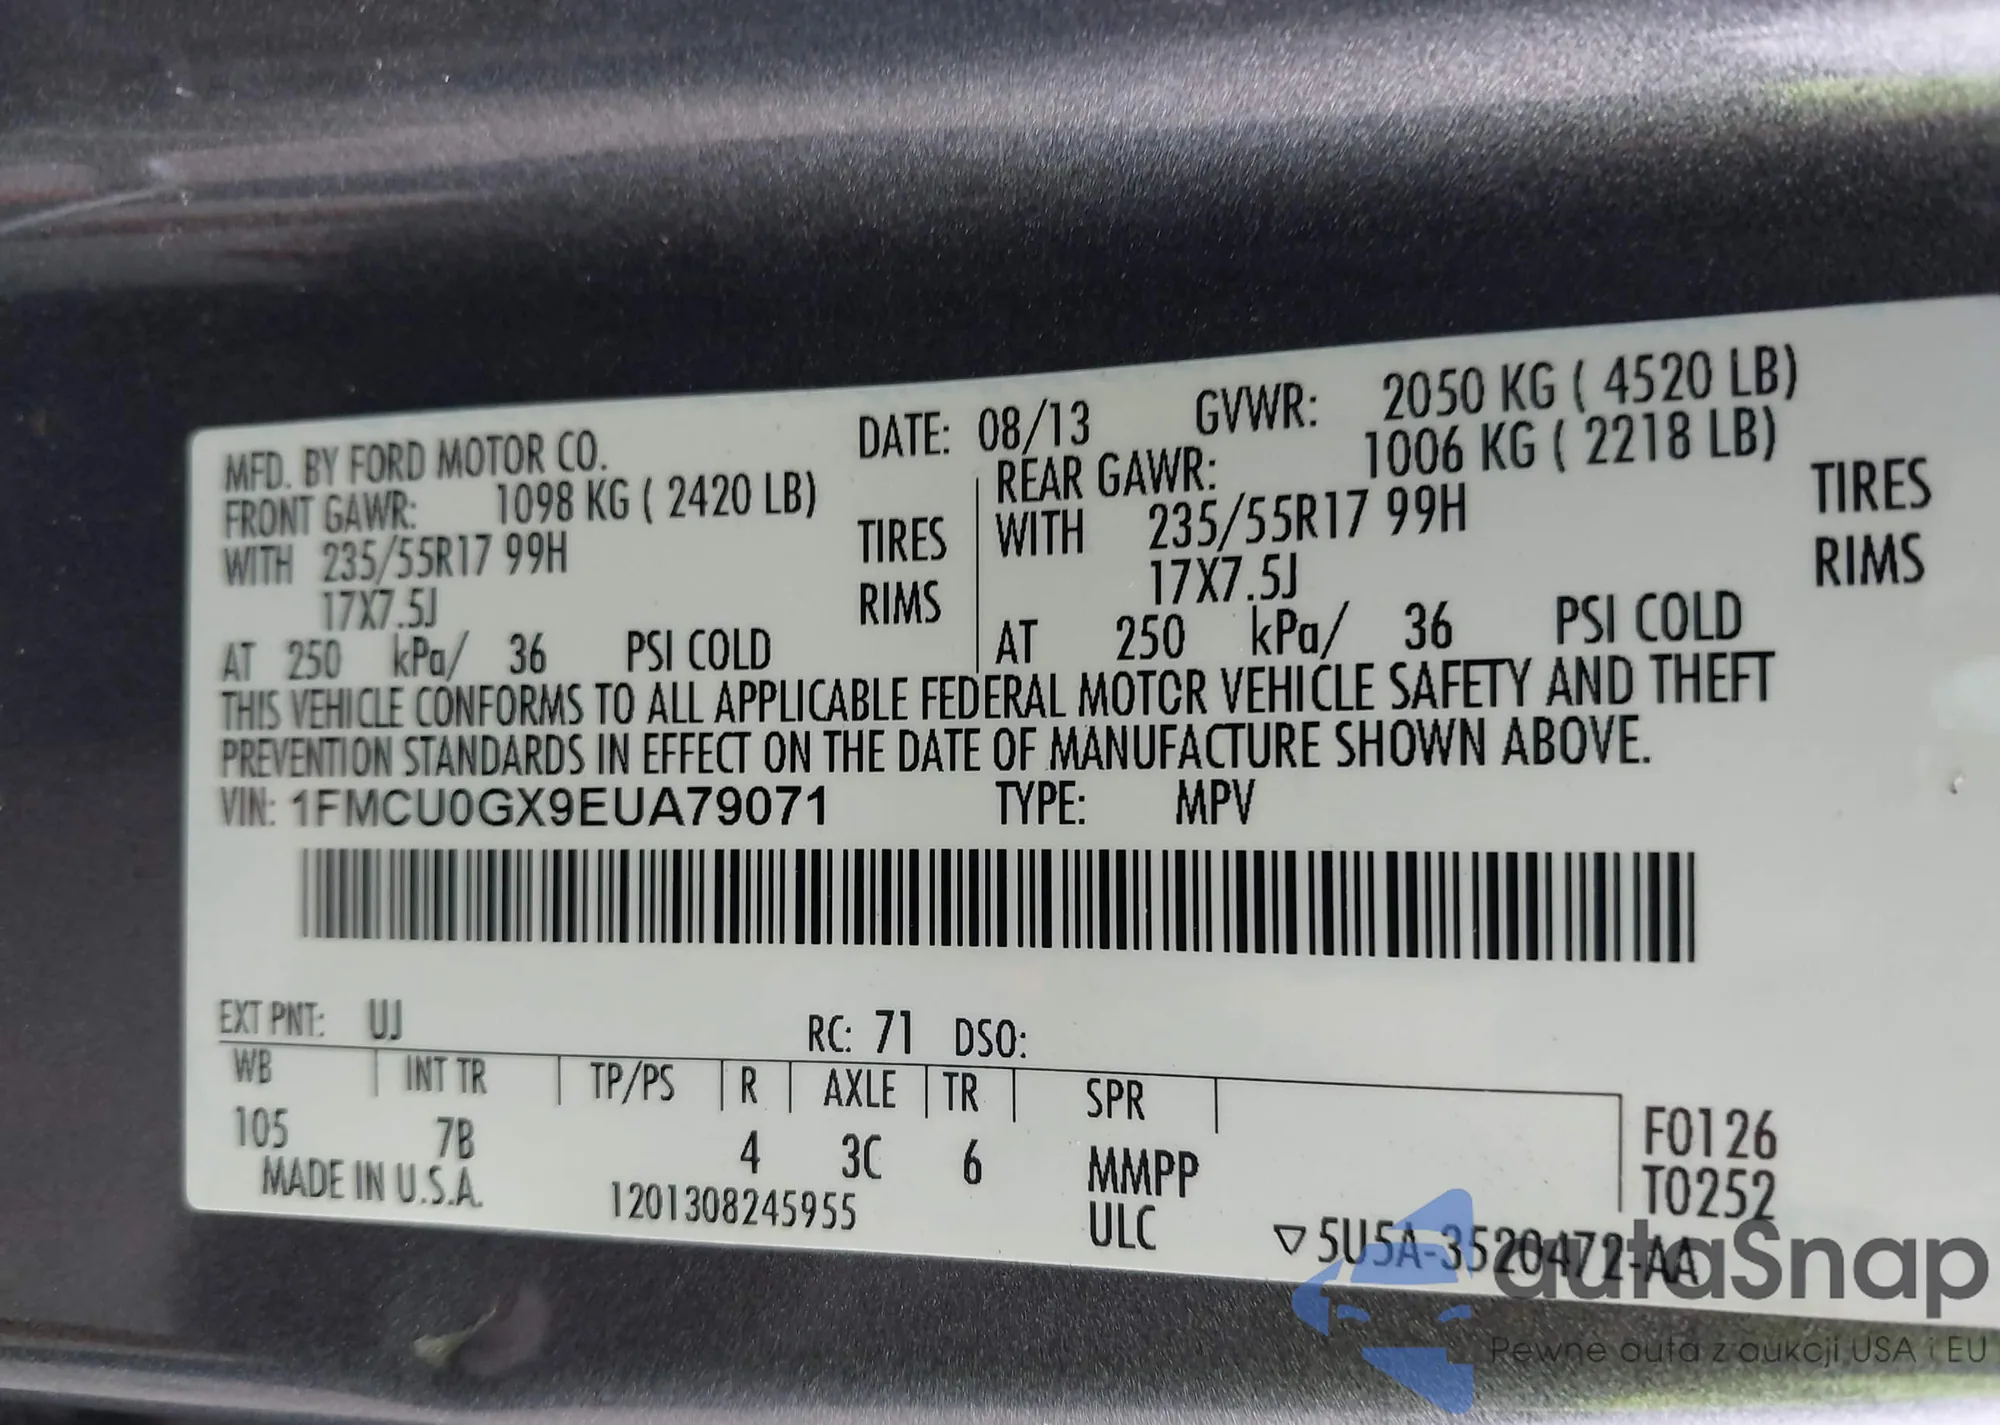 MFD. BY FORD MOTOR CO. DATE: 08/13 GVWR: 2050 KG ( 4520 LB)
FRONT GAWR: 1098 KG ( 2420 LB) REAR GAWR: 1006 KG ( 2218 LB)
WITH 235/55R17 99H TIRES WITH 235/55R17 99H TIRES
17X7.5J RIMS 17X7.5J RIMS
AT 250 kPa/ 36 PSI COLD AT 250 kPa/ 36 PSI COLD
THIS VEHICLE CONFORMS TO ALL APPLICABLE FEDERAL MOTOR VEHICLE SAFETY AND THEFT
PREVENTION STANDARDS IN EFFECT ON THE DATE OF MANUFACTURE SHOWN ABOVE.
VIN: 1FMCU0GX9EUA79071 TYPE: MPV
EXT PNT: UJ RC: 71 DSO:
WB INT TR TP/PS R AXLE TR SPR
105 7B 4 3C 6 MMPP F0126
T0252
MADE IN U.S.A. 1201308245955 ULC ▽5U5A-3520472-AA
autaSnap
Pewne auta z aukcji USA i EU